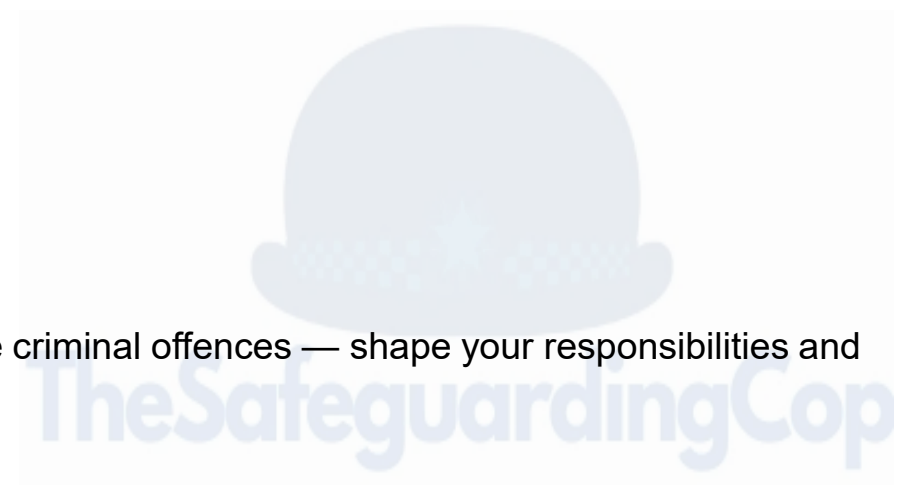 criminal offences — shape your responsibilities and
TheSafeguardingCop